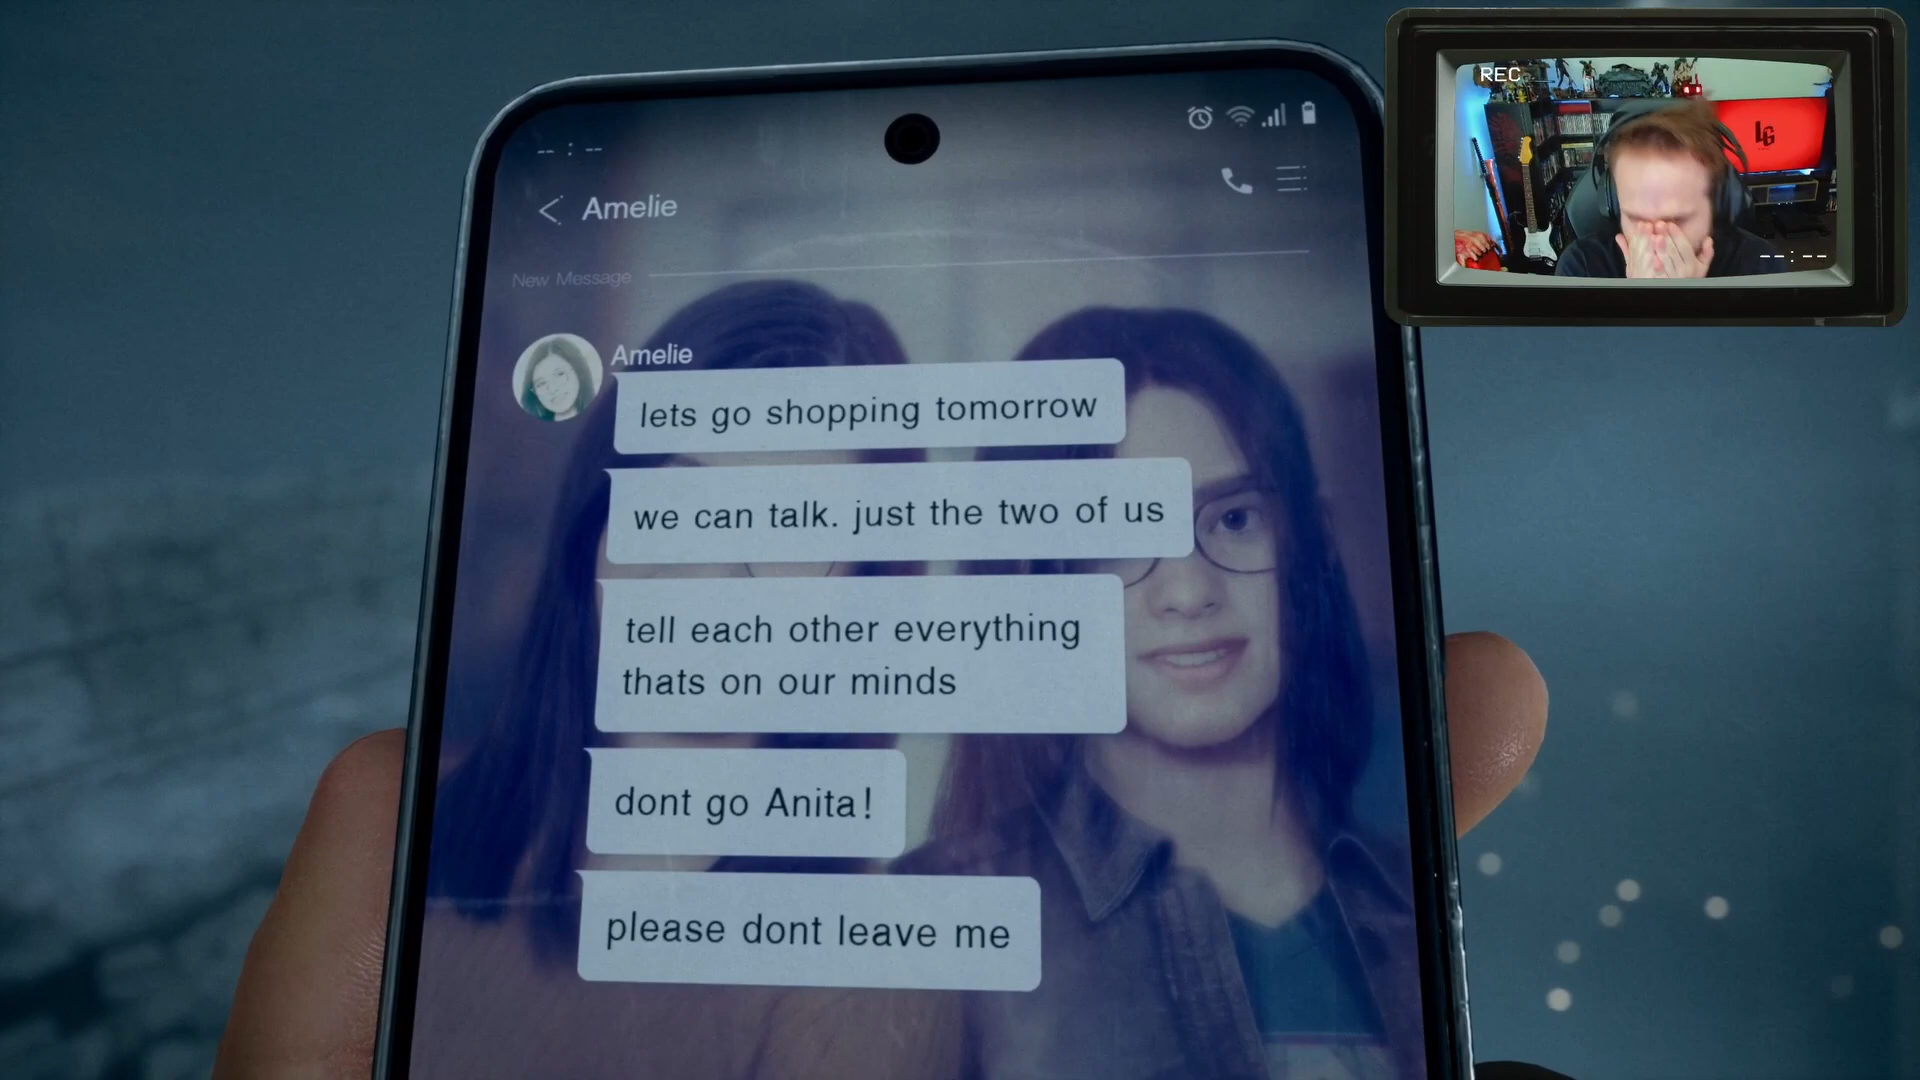 REC
LG
--:--
-- : --
Amelie
New Message
Amelie
lets go shopping tomorrow
we can talk. just the two of us
tell each other everything
thats on our minds
dont go Anita!
please dont leave me